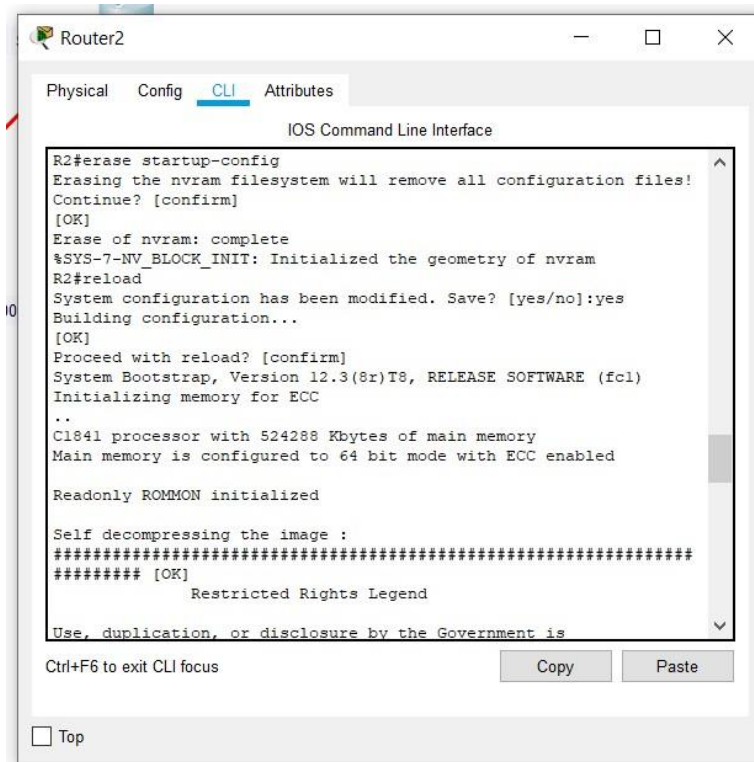 Router2
Physical Config CLI Attributes
IOS Command Line Interface
R2#erase startup-config
Erasing the nvram filesystem will remove all configuration files!
Continue? [confirm]
[OK]
Erase of nvram: complete
%SYS-7-NV_BLOCK_INIT: Initialized the geometry of nvram
R2#reload
System configuration has been modified. Save? [yes/no]:yes
Building configuration...
[OK]
Proceed with reload? [confirm]
System Bootstrap, Version 12.3(8r)T8, RELEASE SOFTWARE (fc1)
Initializing memory for ECC
..
C1841 processor with 524288 Kbytes of main memory
Main memory is configured to 64 bit mode with ECC enabled
Readonly ROMMON initialized
Self decompressing the image :
#################################################################
######### [OK]
Restricted Rights Legend
Use, duplication, or disclosure by the Government is
Ctrl+F6 to exit CLI focus
Copy Paste
Top